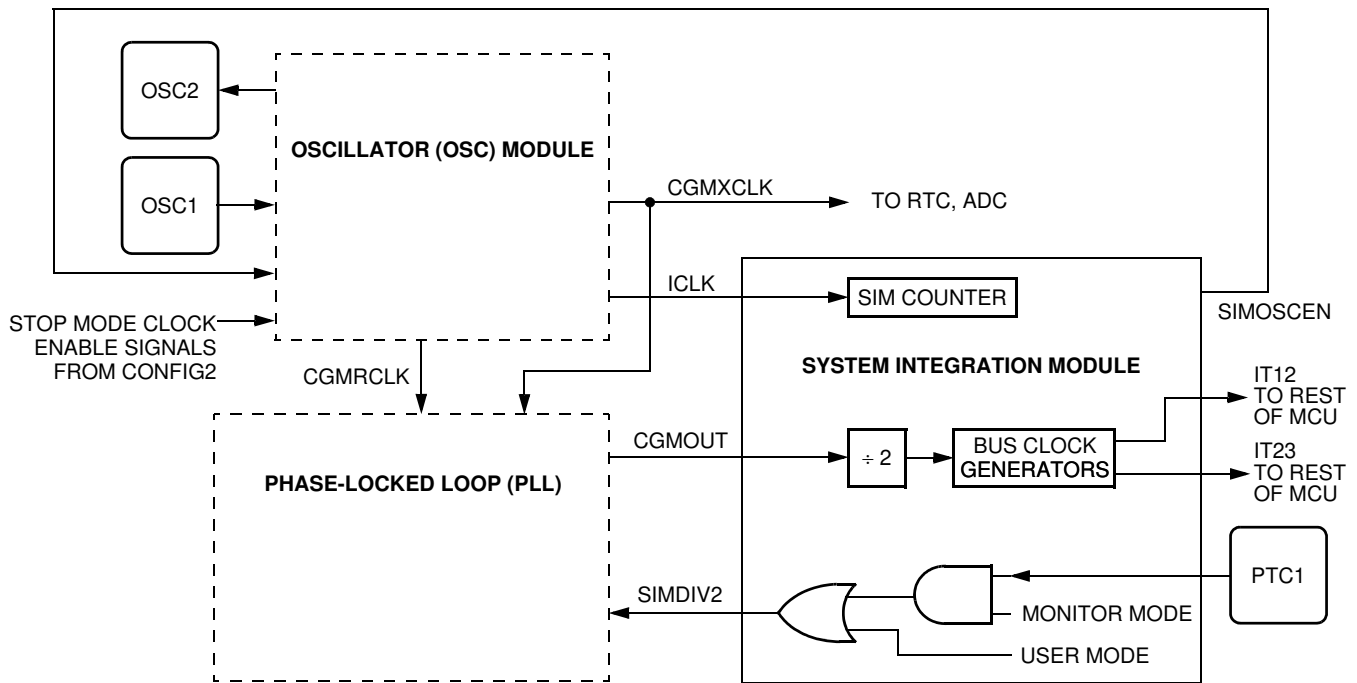 OSC2
OSCILLATOR (OSC) MODULE
OSC1
CGMXCLK
TO RTC, ADC
ICLK
SIM COUNTER
SIMOSCEN
STOP MODE CLOCK
ENABLE SIGNALS
FROM CONFIG2
CGMRCLK
SYSTEM INTEGRATION MODULE
IT12
TO REST
OF MCU
CGMOUT
÷ 2
BUS CLOCK
GENERATORS
IT23
TO REST
OF MCU
PHASE-LOCKED LOOP (PLL)
PTC1
SIMDIV2
MONITOR MODE
USER MODE